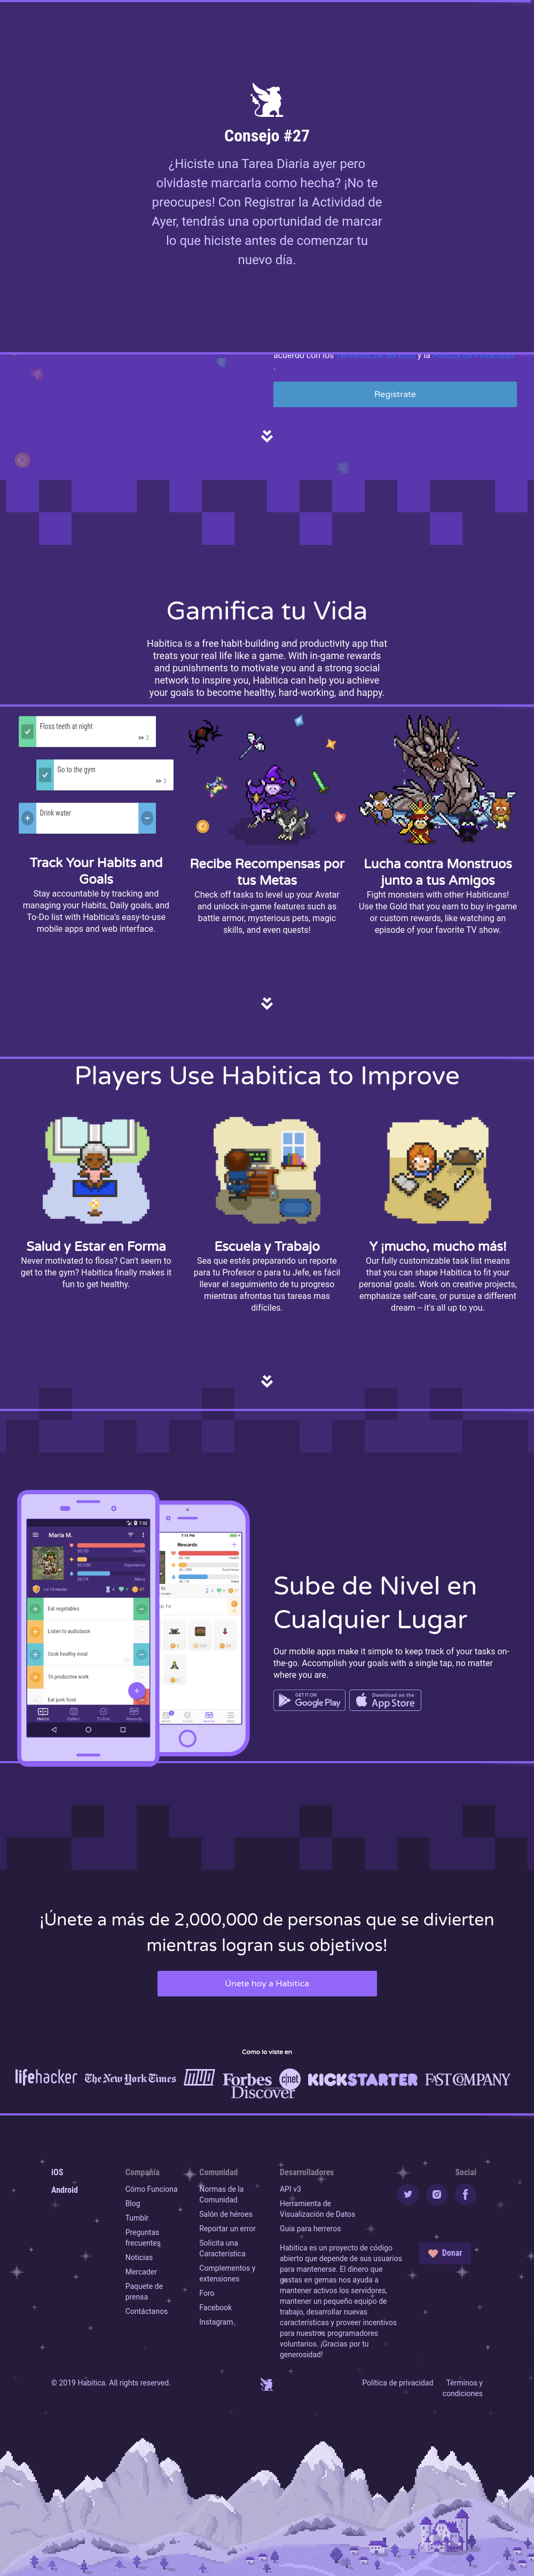 Consejo #27
¿Hiciste una Tarea Diaria ayer pero
olvidaste marcarla como hecha? ¡No te
preocupes! Con Registrar la Actividad de
Ayer, tendrás una oportunidad de marcar
lo que hiciste antes de comenzar tu
nuevo día.
acuerdo con los Términos de Servicio y la Política de Privacidad
.
Regístrate
Gamifica tu Vida
Habitica is a free habit-building and productivity app that
treats your real life like a game. With in-game rewards
and punishments to motivate you and a strong social
network to inspire you, Habitica can help you achieve
your goals to become healthy, hard-working, and happy.
Floss teeth at night
2
Go to the gym
3
Drink water
Track Your Habits and
Goals
Stay accountable by tracking and
managing your Habits, Daily goals, and
To-Do list with Habitica's easy-to-use
mobile apps and web interface.
Recibe Recompensas por
tus Metas
Check off tasks to level up your Avatar
and unlock in-game features such as
battle armor, mysterious pets, magic
skills, and even quests!
Lucha contra Monstruos
junto a tus Amigos
Fight monsters with other Habiticans!
Use the Gold that you earn to buy in-game
or custom rewards, like watching an
episode of your favorite TV show.
Players Use Habitica to Improve
Salud y Estar en Forma
Never motivated to floss? Can't seem to
get to the gym? Habitica finally makes it
fun to get healthy.
Escuela y Trabajo
Sea que estés preparando un reporte
para tu Profesor o para tu Jefe, es fácil
llevar el seguimiento de tu progreso
mientras afrontas tus tareas mas
difíciles.
Y ¡mucho, mucho más!
Our fully customizable task list means
that you can shape Habitica to fit your
personal goals. Work on creative projects,
emphasize self-care, or pursue a different
dream -- it's all up to you.
7:32
Maria M.
50/50 Health
Experience
Mana
Lvl 18 Healer
Eat vegetables
Listen to audiobook
Cook healthy meal
1h productive work
Eat junk food
Habits Dailies To-Dos Rewards
Rewards
Sube de Nivel en
Cualquier Lugar
Our mobile apps make it simple to keep track of your tasks on-
the-go. Accomplish your goals with a single tap, no matter
where you are.
GET IT ON
Google Play
Download on the
App Store
¡Únete a más de 2,000,000 de personas que se divierten
mientras logran sus objetivos!
Únete hoy a Habitica
Como lo viste en
lifehacker
The New York Times
MUO
Forbes
c|net
KICKSTARTER
FAST COMPANY
Discover
iOS
Android
Compañía
Cómo Funciona
Blog
Tumblr
Preguntas
frecuentes
Noticias
Mercader
Paquete de
prensa
Contáctanos
Comunidad
Normas de la
Comunidad
Salón de héroes
Reportar un error
Solicita una
Característica
Complementos y
extensiones
Foro
Facebook
Instagram
Desarrolladores
API v3
Herramienta de
Visualización de Datos
Guia para herreros
Habitica es un proyecto de código
abierto que depende de sus usuarios
para mantenerse. El dinero que
gastas en gemas nos ayuda a
mantener activos los servidores,
mantener un pequeño equipo de
trabajo, desarrollar nuevas
características y proveer incentivos
para nuestros programadores
voluntarios. ¡Gracias por tu
generosidad!
Social
Donar
© 2019 Habitica. All rights reserved.
Política de privacidad
Términos y
condiciones